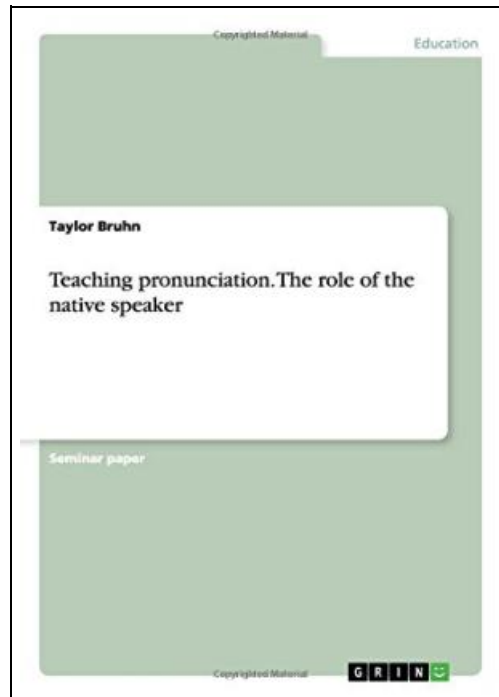 Copyrighted Material
Education
Taylor Bruhn
Teaching pronunciation.The role of the
native speaker
Seminar paper
Copyrighted Material
GRIN